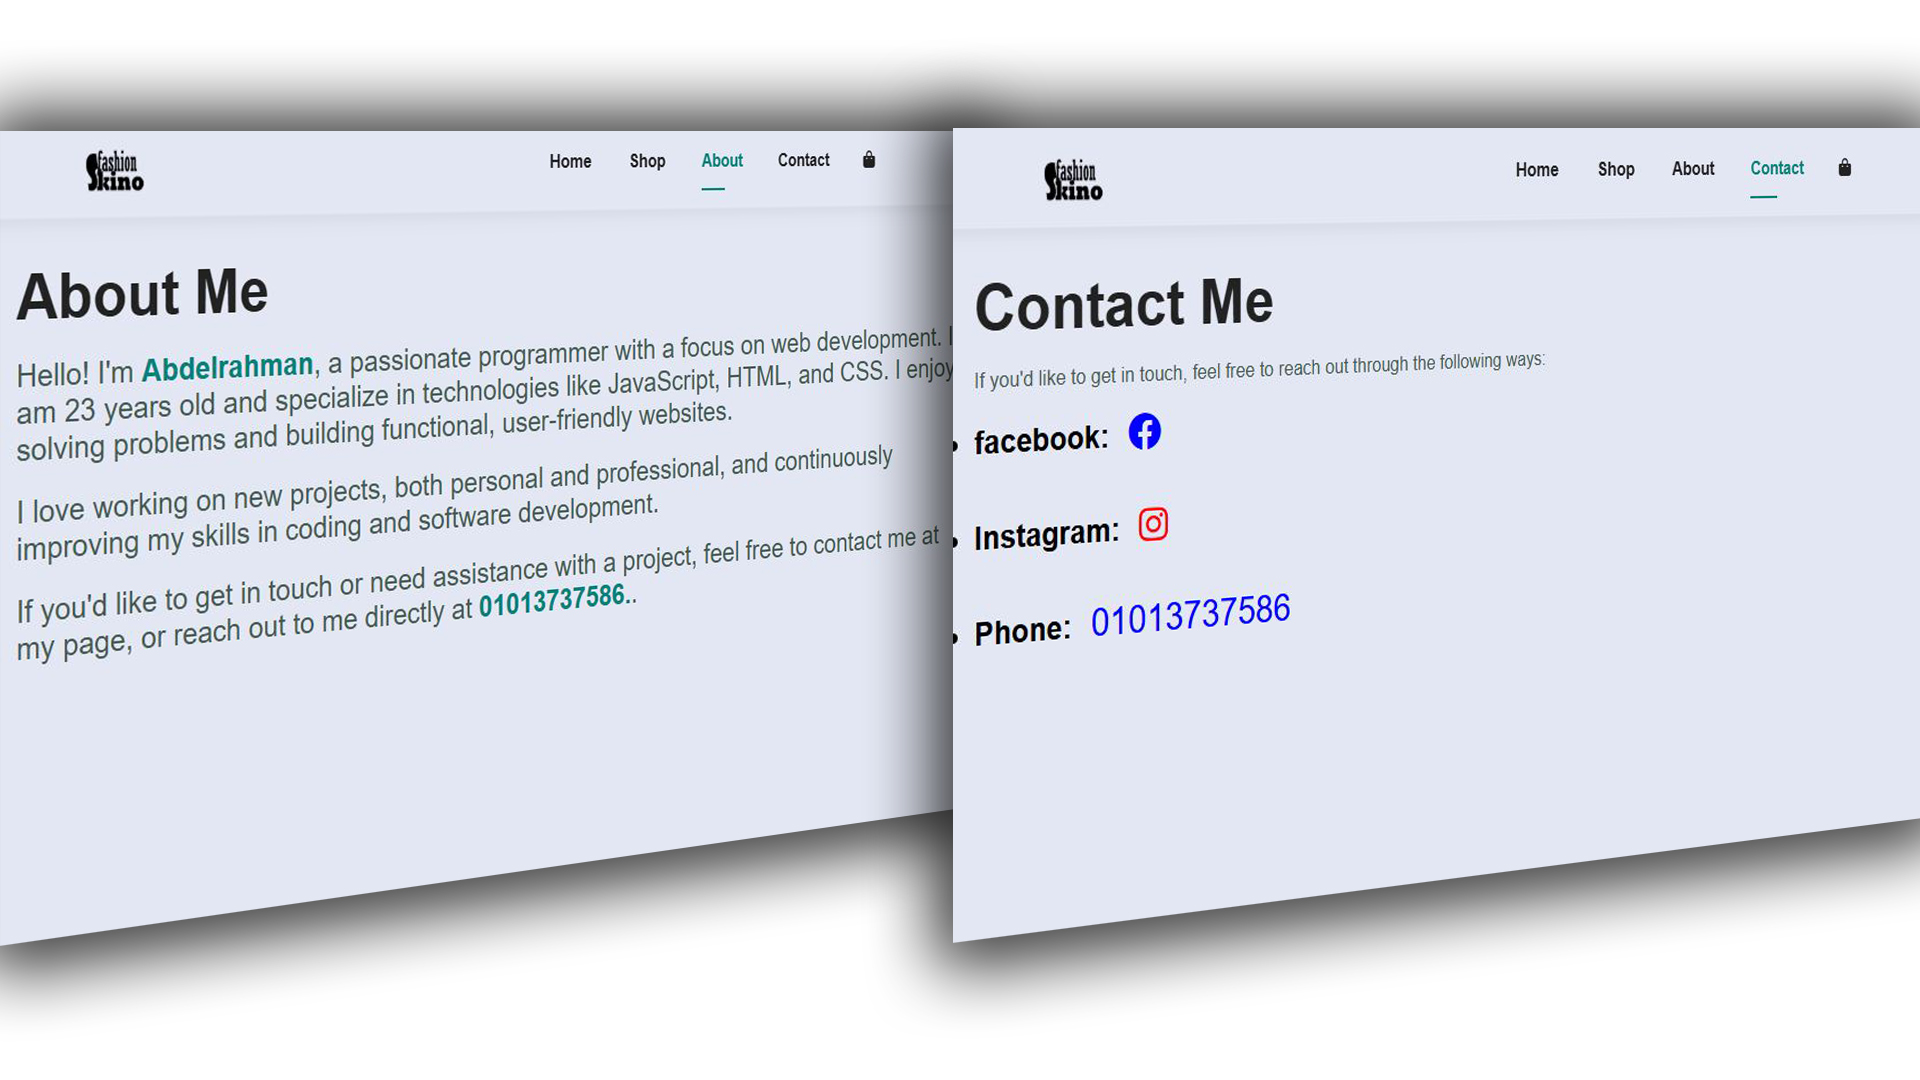 fashion
Skino
Home Shop About Contact
About Me
Hello! I'm Abdelrahman, a passionate programmer with a focus on web development. I
am 23 years old and specialize in technologies like JavaScript, HTML, and CSS. I enjoy
solving problems and building functional, user-friendly websites.
I love working on new projects, both personal and professional, and continuously
improving my skills in coding and software development.
If you'd like to get in touch or need assistance with a project, feel free to contact me at
my page, or reach out to me directly at 01013737586..
fashion
Skino
Home Shop About Contact
Contact Me
If you'd like to get in touch, feel free to reach out through the following ways:
• facebook:
• Instagram:
• Phone: 01013737586